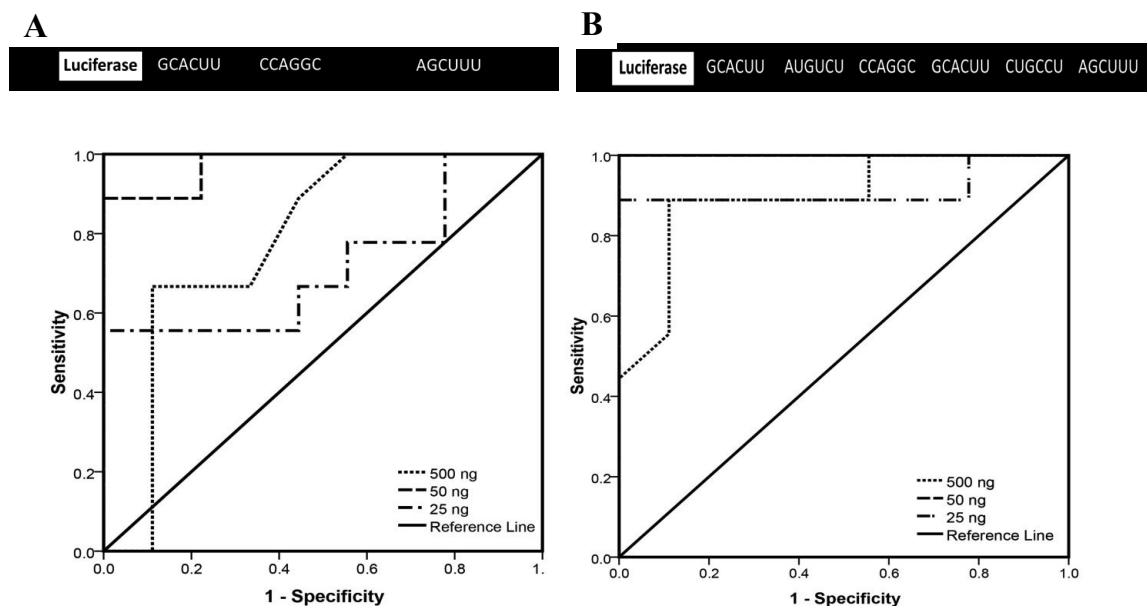 A
Luciferase GCACUU CCAGGC AGCUUU
1.0
0.8
0.6
0.4
0.2
0.0
Sensitivity
500 ng
50 ng
25 ng
Reference Line
0.0 0.2 0.4 0.6 0.8 1.
1 - Specificity
B
Luciferase GCACUU AUGUCU CCAGGC GCACUU CUGCCU AGCUUU
1.0
0.8
0.6
0.4
0.2
0.0
Sensitivity
500 ng
50 ng
25 ng
Reference Line
0.0 0.2 0.4 0.6 0.8 1.0
1 - Specificity